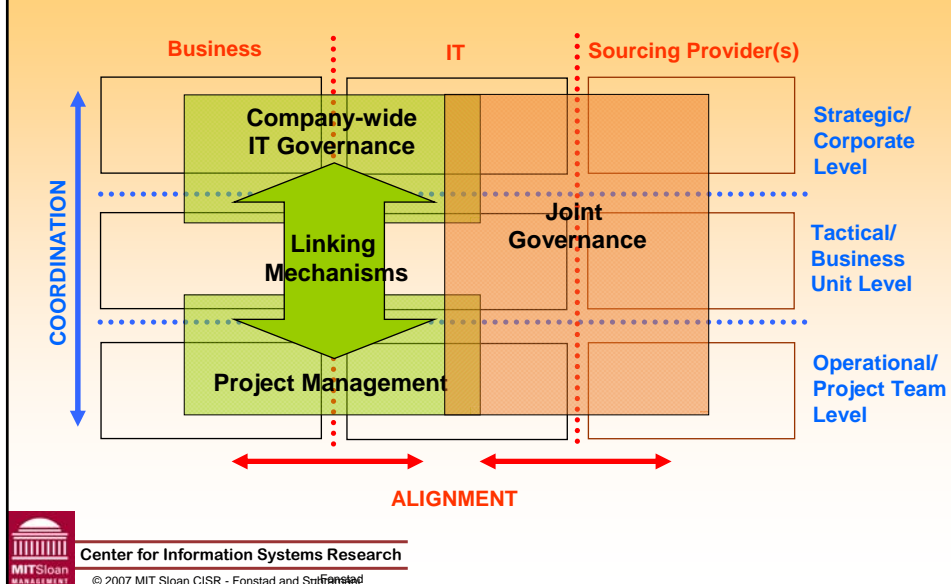 Business
IT
Sourcing Provider(s)
Company-wide
IT Governance
Strategic/
Corporate
Level
COORDINATION
Linking
Mechanisms
Joint
Governance
Tactical/
Business
Unit Level
Project Management
Operational/
Project Team
Level
ALIGNMENT
MITSloan
MANAGEMENT
Center for Information Systems Research
© 2007 MIT Sloan CISR - Fonstad and
Fonstad